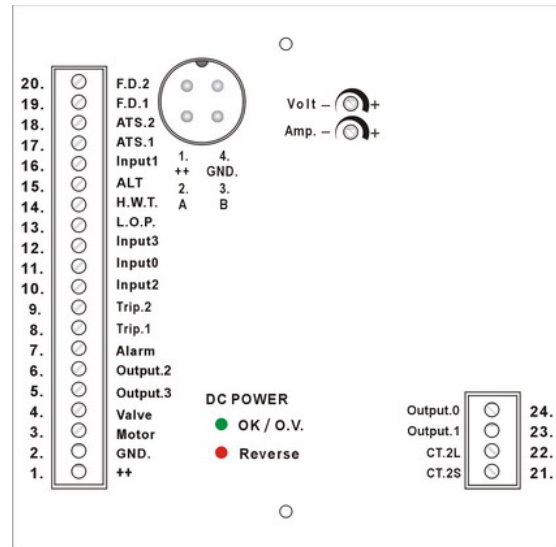 20. F.D.2
19. F.D.1
18. ATS.2
17. ATS.1
16. Input1
15. ALT
14. H.W.T.
13. L.O.P.
12. Input3
11. Input0
10. Input2
9. Trip.2
8. Trip.1
7. Alarm
6. Output.2
5. Output.3
4. Valve
3. Motor
2. GND.
1. ++
1. 4.
++ GND.
2. 3.
A B
Volt – +
Amp. – +
DC POWER
OK / O.V.
Reverse
Output.0 24.
Output.1 23.
CT.2L 22.
CT.2S 21.